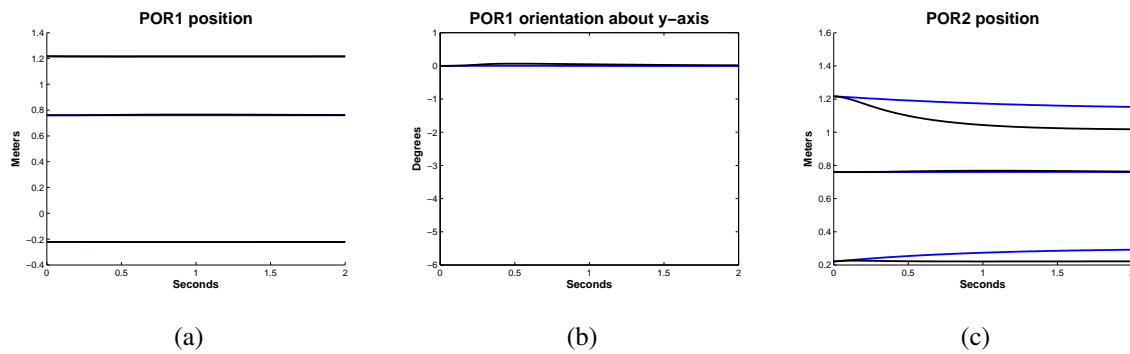 POR1 position
1.4
1.2
1
0.8
0.6
0.4
0.2
0
−0.2
−0.4
Meters
0 0.5 1 1.5 2
Seconds
(a)
POR1 orientation about y−axis
1
0
−1
−2
−3
−4
−5
−6
Degrees
0 0.5 1 1.5 2
Seconds
(b)
POR2 position
1.6
1.4
1.2
1
0.8
0.6
0.4
0.2
Meters
0 0.5 1 1.5 2
Seconds
(c)